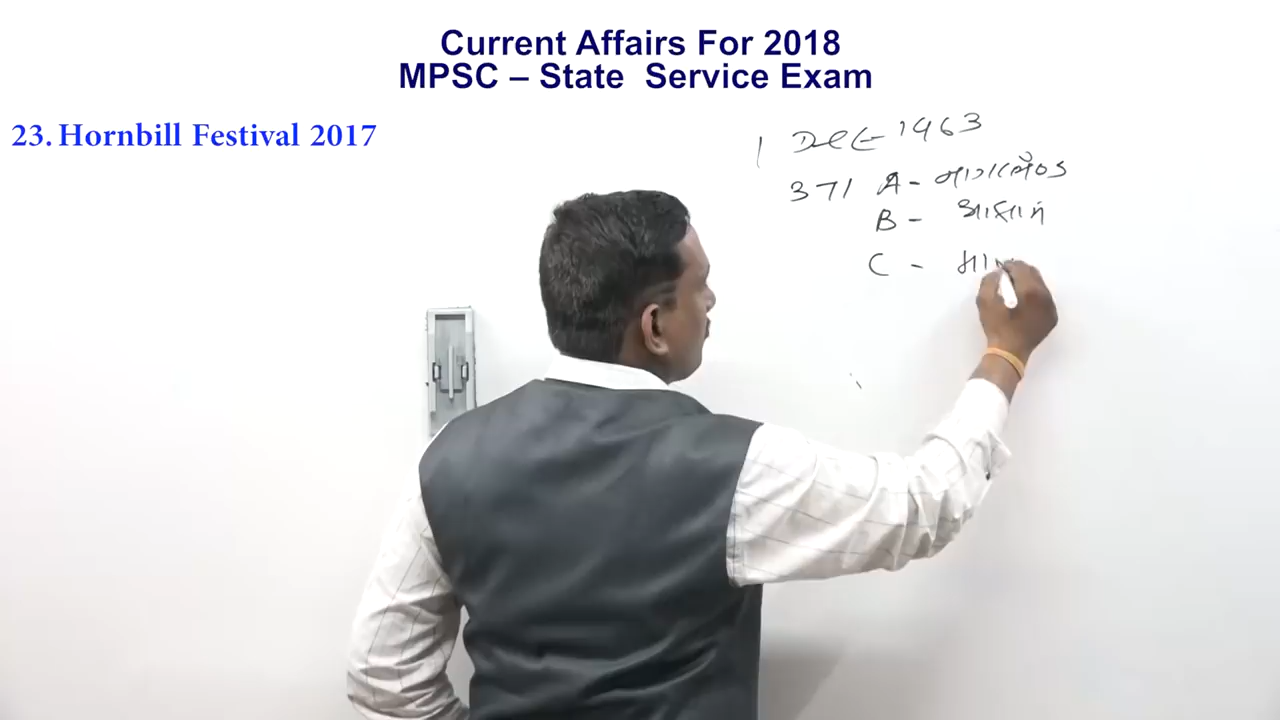 Current Affairs For 2018
MPSC – State Service Exam
23. Hornbill Festival 2017
1 Dec 1963
371 A - नागालँड
B - आसाम
C -